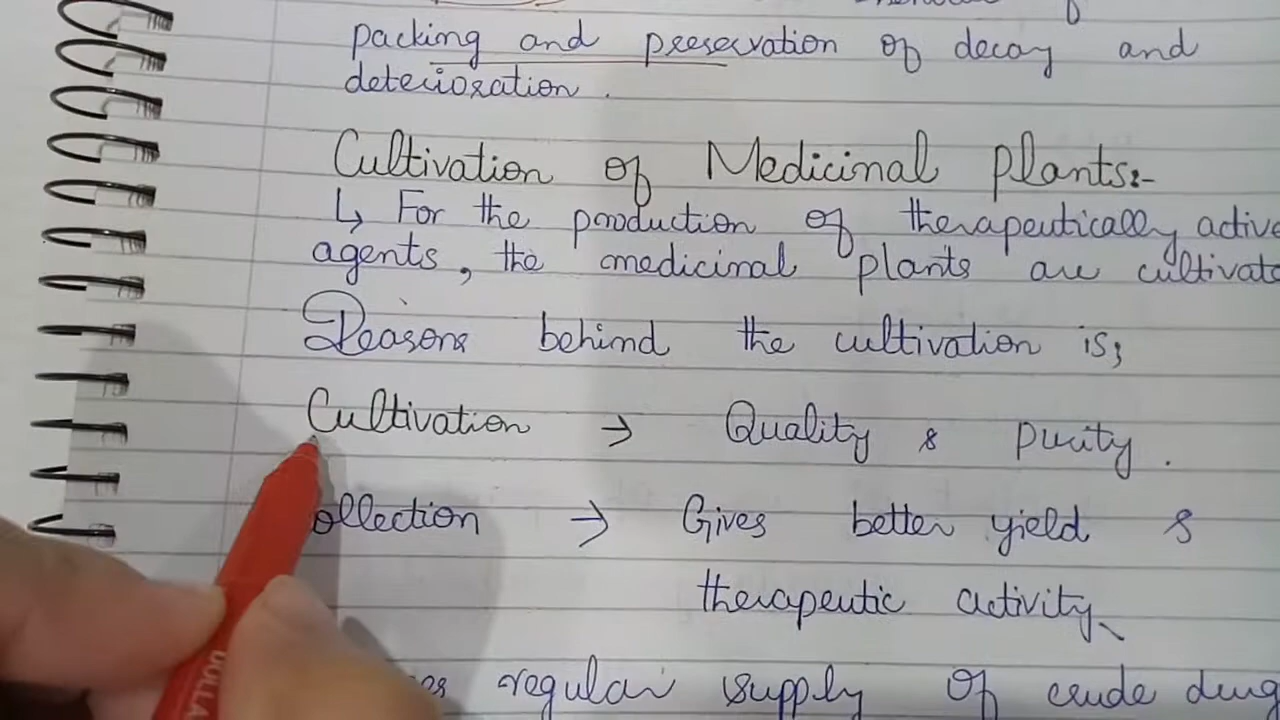 packing and preservation of decay and
deterioration.
Cultivation of Medicinal Plants:-
↳ For the production of therapeutically active
agents, the medicinal plants are
Reasons behind the cultivation is;
Cultivation → Quality & purity.
ollection → Gives better yield &
therapeutic activity
regular supply of crude drug
DOLLA